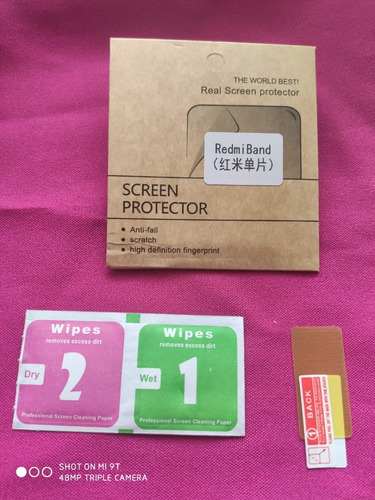 THE WORLD BEST!
Real Screen protector
RedmiBand
(红米单片)
SCREEN
PROTECTOR
Anti-fall
scratch
high definition fingerprint
Wipes
removes excess dirt
Dry
2
Professional Screen Cleaning Paper
Wipes
removes excess dirt
Wet
1
Professional Screen Cleaning Paper
1 BACK
SHOT ON MI 9T
48MP TRIPLE CAMERA